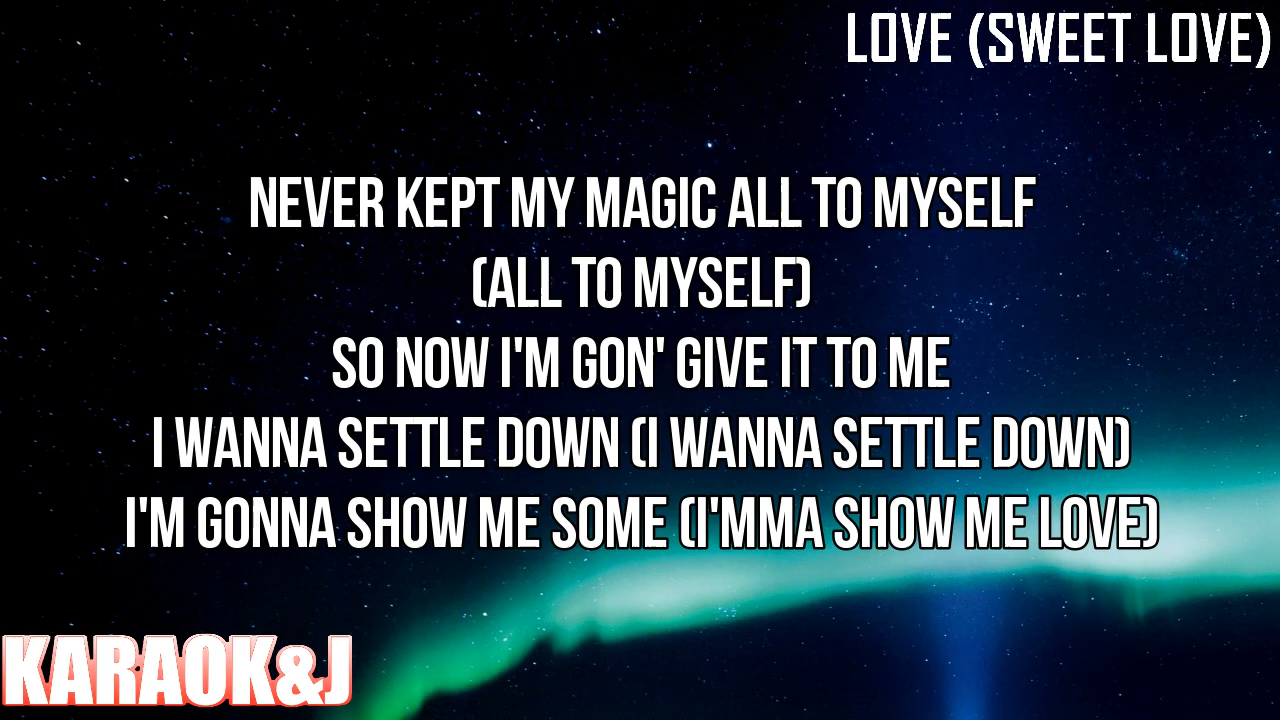 LOVE (SWEET LOVE)
NEVER KEPT MY MAGIC ALL TO MYSELF
(ALL TO MYSELF)
SO NOW I'M GON' GIVE IT TO ME
I WANNA SETTLE DOWN (I WANNA SETTLE DOWN)
I'M GONNA SHOW ME SOME (I'MMA SHOW ME LOVE)
KARAOK&J